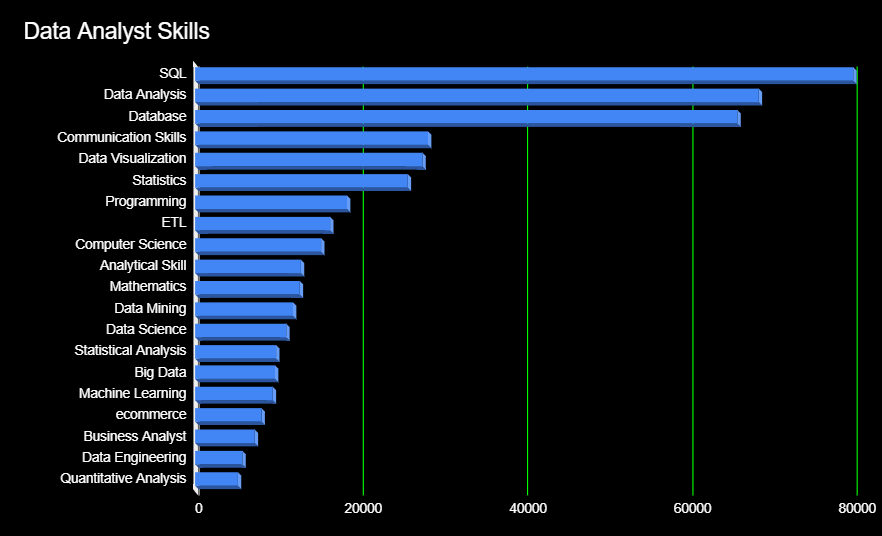 Data Analyst Skills
SQL
Data Analysis
Database
Communication Skills
Data Visualization
Statistics
Programming
ETL
Computer Science
Analytical Skill
Mathematics
Data Mining
Data Science
Statistical Analysis
Big Data
Machine Learning
ecommerce
Business Analyst
Data Engineering
Quantitative Analysis
0 20000 40000 60000 80000